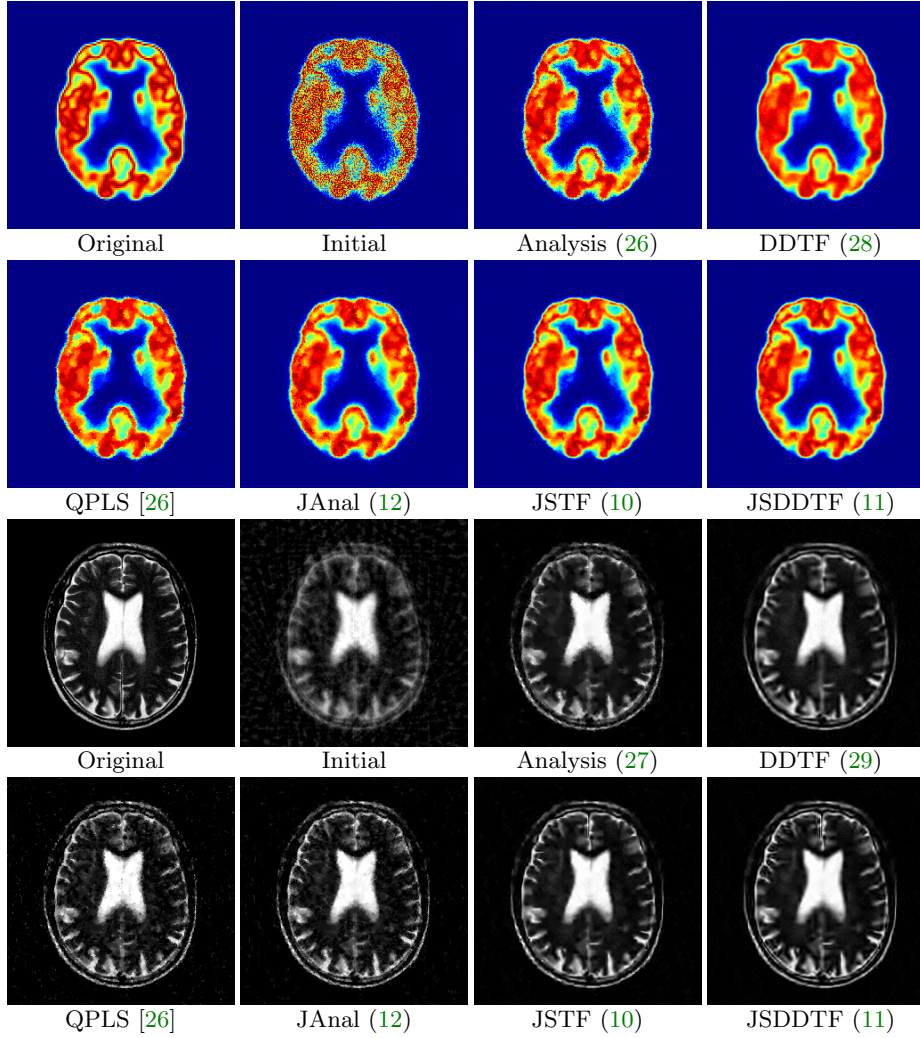 Original Initial Analysis (26) DDTF (28)
QPLS [26] JAnal (12) JSTF (10) JSDDTF (11)
Original Initial Analysis (27) DDTF (29)
QPLS [26] JAnal (12) JSTF (10) JSDDTF (11)